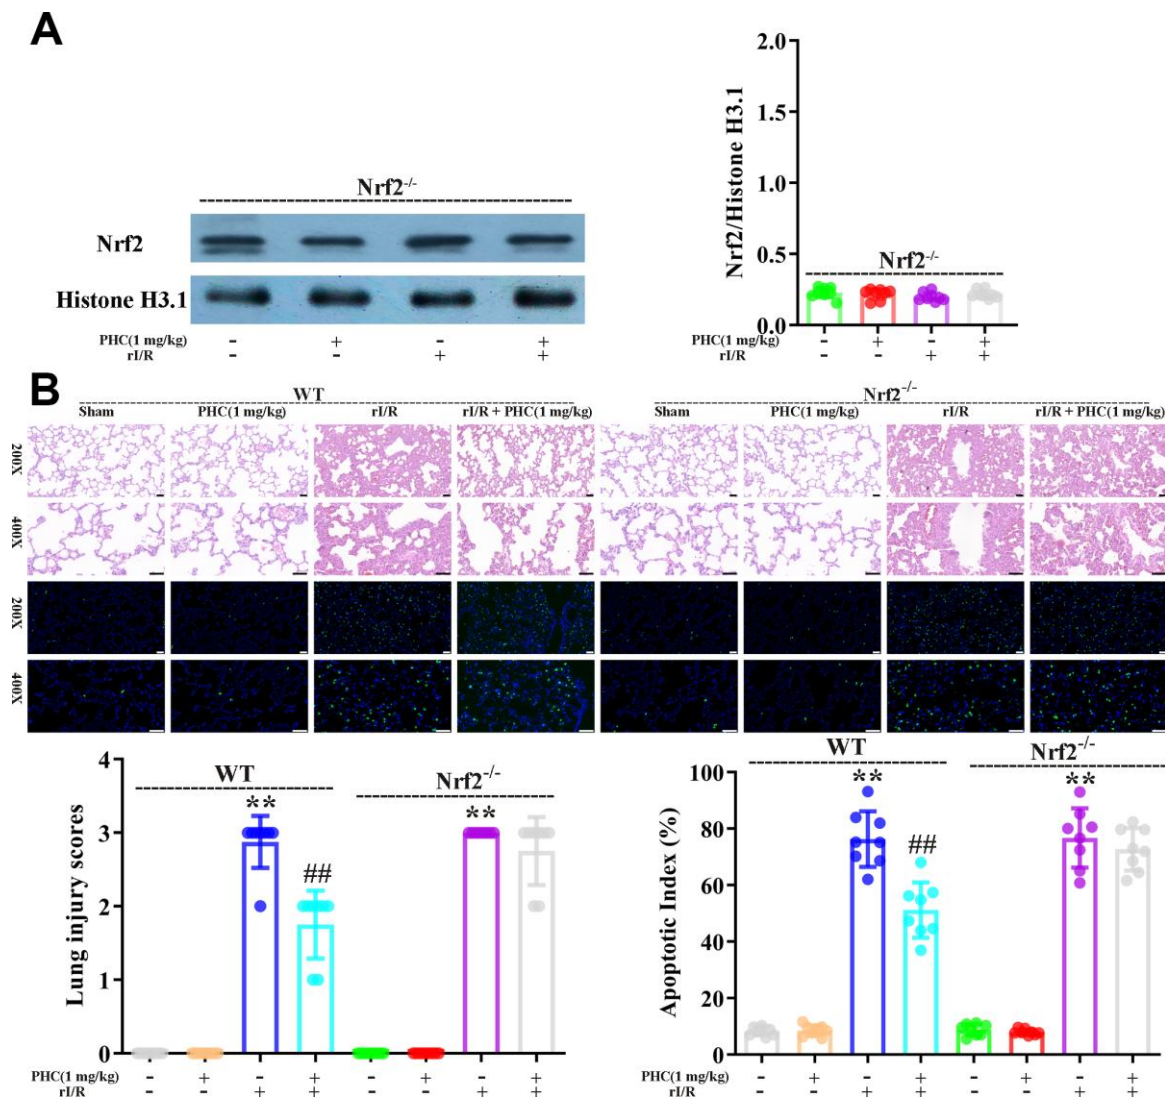 A
Nrf2-/-
Nrf2
Histone H3.1
PHC(1 mg/kg) - + - +
rI/R - - + +
Nrf2/Histone H3.1
2.0
1.5
1.0
0.5
0.0
Nrf2-/-
PHC(1 mg/kg) - + - +
rI/R - - + +
B
WT Nrf2-/-
Sham PHC(1 mg/kg) rI/R rI/R + PHC(1 mg/kg) Sham PHC(1 mg/kg) rI/R rI/R + PHC(1 mg/kg)
200X
400X
200X
400X
Lung injury scores
4
3
2
1
0
WT
Nrf2-/-
**
##
**
PHC(1 mg/kg) - + - + - + - +
rI/R - - + + - - + +
Apoptotic Index (%)
100
80
60
40
20
0
WT
Nrf2-/-
**
##
**
PHC(1 mg/kg) - + - + - + - +
rI/R - - + + - - + +